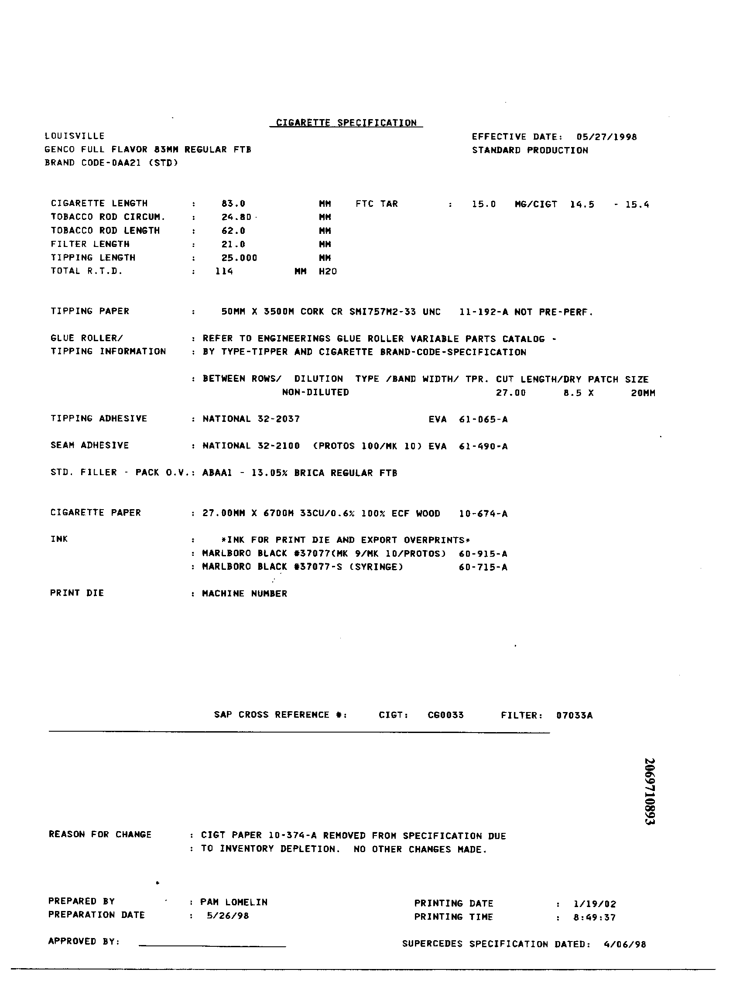 CIGARETTE SPECIFICATION
LOUISVILLE EFFECTIVE DATE: 05/27/1998
GENCO FULL FLAVOR 83MM REGULAR FTB STANDARD PRODUCTION
BRAND CODE-0AA21 (STD)
CIGARETTE LENGTH : 83.0 MM FTC TAR : 15.0 MG/CIGT 14.5 - 15.4
TOBACCO ROD CIRCUM. : 24.80 MM
TOBACCO ROD LENGTH : 62.0 MM
FILTER LENGTH : 21.0 MM
TIPPING LENGTH : 25.000 MM
TOTAL R.T.D. : 114 MM H2O
TIPPING PAPER : 50MM X 3500M CORK CR SMI757M2-33 UNC 11-192-A NOT PRE-PERF.
GLUE ROLLER/ : REFER TO ENGINEERINGS GLUE ROLLER VARIABLE PARTS CATALOG -
TIPPING INFORMATION : BY TYPE-TIPPER AND CIGARETTE BRAND-CODE-SPECIFICATION
: BETWEEN ROWS/ DILUTION TYPE /BAND WIDTH/ TPR. CUT LENGTH/DRY PATCH SIZE
NON-DILUTED 27.00 8.5 X 20MM
TIPPING ADHESIVE : NATIONAL 32-2037 EVA 61-065-A
SEAM ADHESIVE : NATIONAL 32-2100 (PROTOS 100/MK 10) EVA 61-490-A
STD. FILLER - PACK O.V.: ABAA1 - 13.05% BRICA REGULAR FTB
CIGARETTE PAPER : 27.00MM X 6700M 33CU/0.6% 100% ECF WOOD 10-674-A
INK : *INK FOR PRINT DIE AND EXPORT OVERPRINTS*
: MARLBORO BLACK #37077(MK 9/MK 10/PROTOS) 60-915-A
: MARLBORO BLACK #37077-S (SYRINGE) 60-715-A
PRINT DIE : MACHINE NUMBER
SAP CROSS REFERENCE #: CIGT: CG0033 FILTER: 07033A
2069710893
REASON FOR CHANGE : CIGT PAPER 10-374-A REMOVED FROM SPECIFICATION DUE
: TO INVENTORY DEPLETION. NO OTHER CHANGES MADE.
PREPARED BY : PAM LOMELIN PRINTING DATE : 1/19/02
PREPARATION DATE : 5/26/98 PRINTING TIME : 8:49:37
APPROVED BY: SUPERCEDES SPECIFICATION DATED: 4/06/98